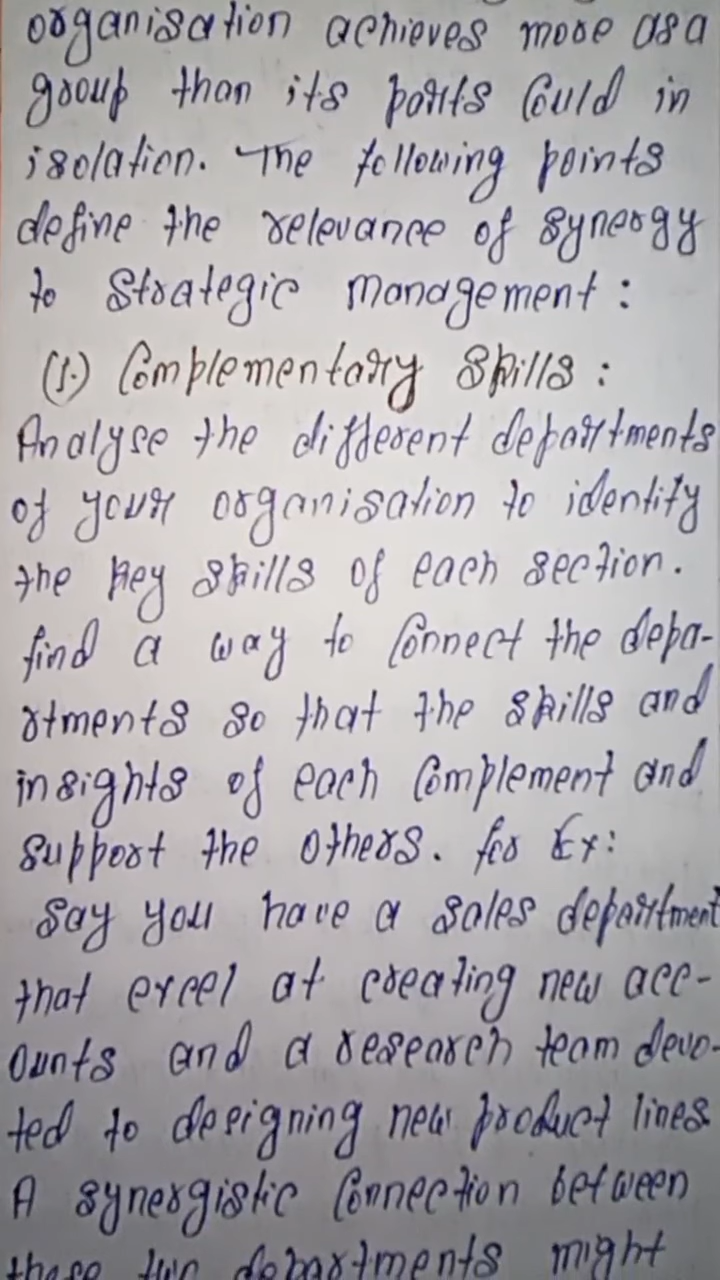 organisation achieves more as a
group than its parts could in
isolation. The following points
define the relevance of synergy
to Strategic management :
(1.) Complementary Skills :
Analyse the different departments
of your organisation to identify
the key skills of each section.
find a way to Connect the depa-
rtments so that the skills and
insights of each Complement and
support the others. for Ex:
Say you have a sales department
that excel at creating new acc-
ounts and a research team devo-
ted to designing new product lines
A synergistic Connection between
these two departments might